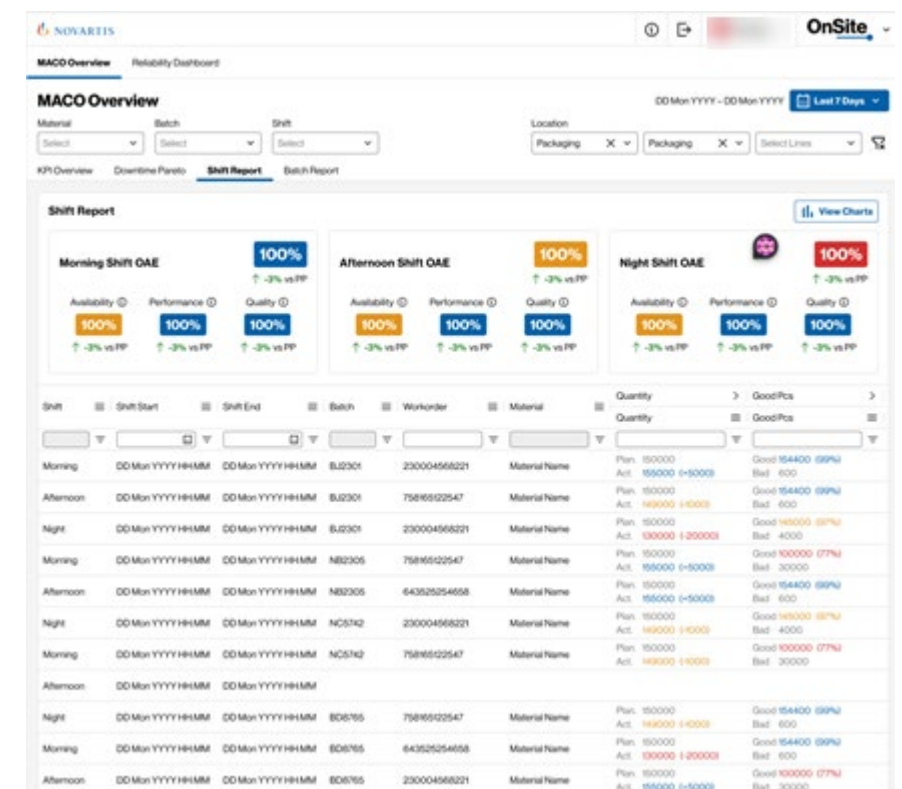 NOVARTIS
OnSite
MACO Overview Reliability Dashboard
MACO Overview
DD Mon YYYY - DD Mon YYYY Last 7 Days
Material Batch Shift Location
Select Select Select Packaging Packaging Select Lines
KPI Overview Downtime Pareto Shift Report Batch Report
Shift Report View Charts
Morning Shift OAE 100% Afternoon Shift OAE 100% Night Shift OAE 100%
↑ -3% vs PP ↑ -3% vs PP ↑ -3% vs PP
Availability Performance Quality Availability Performance Quality Availability Performance Quality
100% 100% 100% 100% 100% 100% 100% 100% 100%
↑ -3% vs PP ↑ -3% vs PP ↑ -3% vs PP ↑ -3% vs PP ↑ -3% vs PP ↑ -3% vs PP ↑ -3% vs PP ↑ -3% vs PP ↑ -3% vs PP
Quantity Good Pcs
Shift Shift Start Shift End Batch Workorder Material
Quantity Good Pcs
Morning DD Mon YYYY HH:MM DD Mon YYYY HH:MM BJ2301 230004568221 Material Name Plan. 150000 Good 154400 (99%)
Act. 155000 (+5000) Bad 600
Afternoon DD Mon YYYY HH:MM DD Mon YYYY HH:MM BJ2301 758165122547 Material Name Plan. 150000 Good 154400 (99%)
Act. 149000 (-1000) Bad 600
Night DD Mon YYYY HH:MM DD Mon YYYY HH:MM BJ2301 230004568221 Material Name Plan. 150000 Good 145000 (97%)
Act. 130000 (-20000) Bad 4000
Morning DD Mon YYYY HH:MM DD Mon YYYY HH:MM NB2305 758165122547 Material Name Plan. 150000 Good 100000 (77%)
Act. 155000 (+5000) Bad 30000
Afternoon DD Mon YYYY HH:MM DD Mon YYYY HH:MM NB2305 643525254658 Material Name Plan. 150000 Good 154400 (99%)
Act. 155000 (+5000) Bad 600
Night DD Mon YYYY HH:MM DD Mon YYYY HH:MM NC5742 230004568221 Material Name Plan. 150000 Good 145000 (97%)
Act. 149000 (-1000) Bad 4000
Morning DD Mon YYYY HH:MM DD Mon YYYY HH:MM NC5742 758165122547 Material Name Plan. 150000 Good 100000 (77%)
Act. 149000 (-1000) Bad 30000
Afternoon DD Mon YYYY HH:MM DD Mon YYYY HH:MM
Night DD Mon YYYY HH:MM DD Mon YYYY HH:MM BD8765 758165122547 Material Name Plan. 150000 Good 154400 (99%)
Act. 149000 (-1000) Bad 600
Morning DD Mon YYYY HH:MM DD Mon YYYY HH:MM BD8765 643525254658 Material Name Plan. 150000 Good 154400 (99%)
Act. 130000 (-20000) Bad 600
Afternoon DD Mon YYYY HH:MM DD Mon YYYY HH:MM BD8765 230004568221 Material Name Plan. 150000 Good 100000 (77%)
Act. 155000 (+5000) Bad 30000